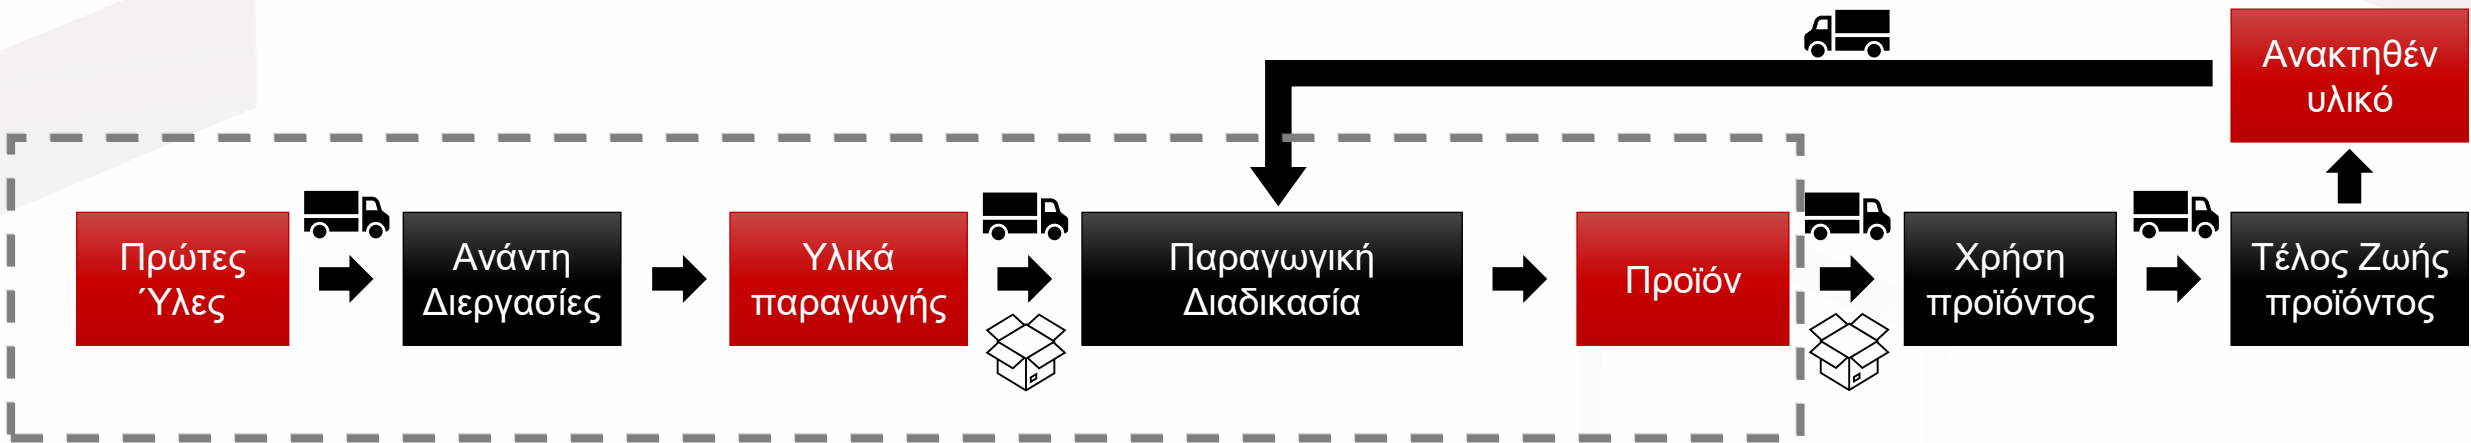 Ανακτηθέν
υλικό
Πρώτες
Ύλες
Ανάντη
Διεργασίες
Υλικά
παραγωγής
Παραγωγική
Διαδικασία
Προϊόν
Χρήση
προϊόντος
Τέλος Ζωής
προϊόντος